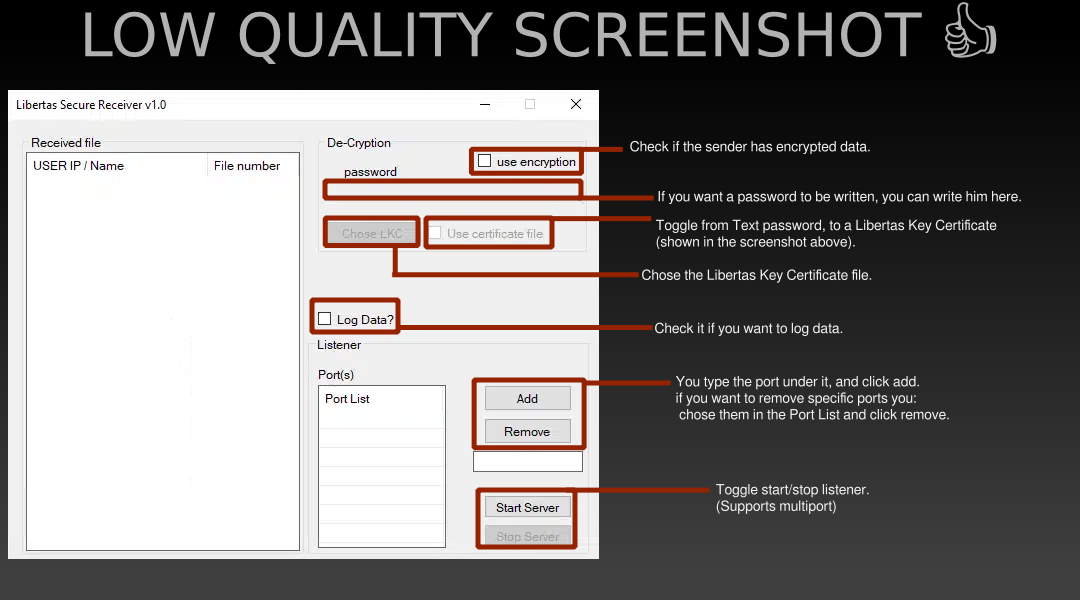 LOW QUALITY SCREENSHOT
Libertas Secure Receiver v1.0
Received file
USER IP / Name
File number
De-Cryption
use encryption
password
Chose LKC
Use certificate file
Log Data?
Listener
Port(s)
Port List
Add
Remove
Start Server
Stop Server
Check if the sender has encrypted data.
If you want a password to be written, you can write him here.
Toggle from Text password, to a Libertas Key Certificate
(shown in the screenshot above).
Chose the Libertas Key Certificate file.
Check it if you want to log data.
You type the port under it, and click add.
if you want to remove specific ports you:
chose them in the Port List and click remove.
Toggle start/stop listener.
(Supports multiport)